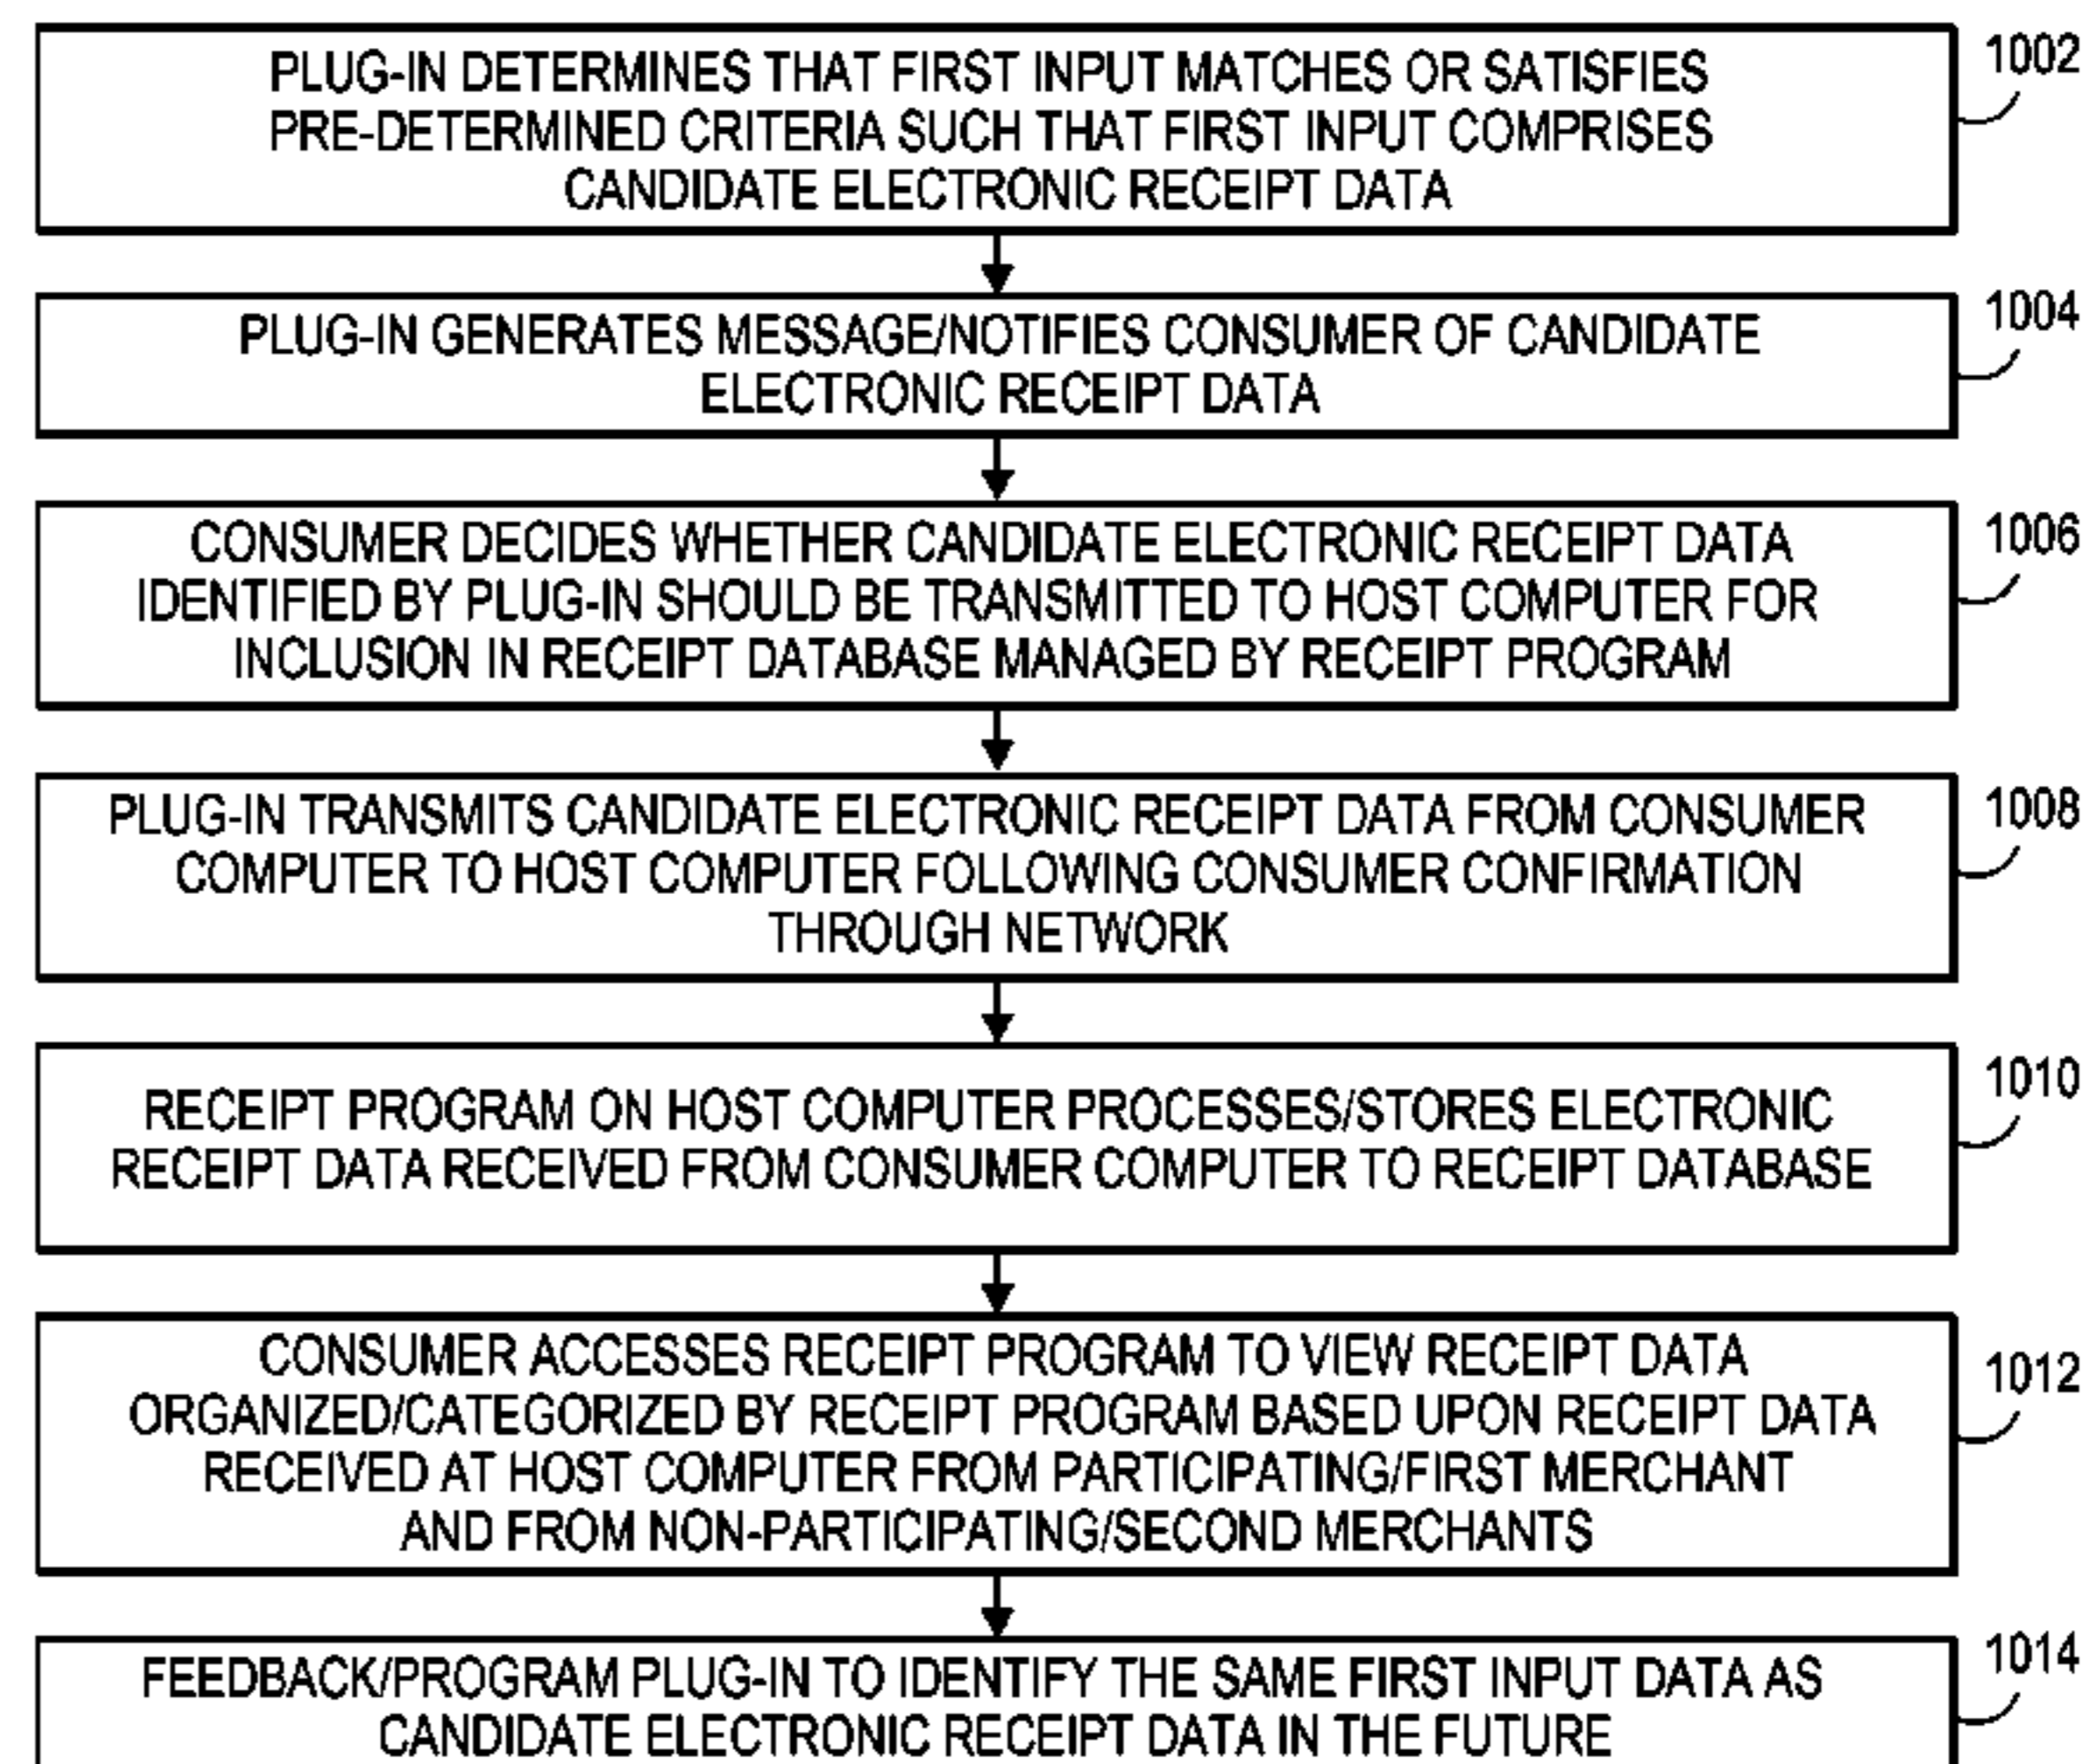 PLUG-IN DETERMINES THAT FIRST INPUT MATCHES OR SATISFIES
PRE-DETERMINED CRITERIA SUCH THAT FIRST INPUT COMPRISES
CANDIDATE ELECTRONIC RECEIPT DATA
1002
PLUG-IN GENERATES MESSAGE/NOTIFIES CONSUMER OF CANDIDATE
ELECTRONIC RECEIPT DATA
1004
CONSUMER DECIDES WHETHER CANDIDATE ELECTRONIC RECEIPT DATA
IDENTIFIED BY PLUG-IN SHOULD BE TRANSMITTED TO HOST COMPUTER FOR
INCLUSION IN RECEIPT DATABASE MANAGED BY RECEIPT PROGRAM
1006
PLUG-IN TRANSMITS CANDIDATE ELECTRONIC RECEIPT DATA FROM CONSUMER
COMPUTER TO HOST COMPUTER FOLLOWING CONSUMER CONFIRMATION
THROUGH NETWORK
1008
RECEIPT PROGRAM ON HOST COMPUTER PROCESSES/STORES ELECTRONIC
RECEIPT DATA RECEIVED FROM CONSUMER COMPUTER TO RECEIPT DATABASE
1010
CONSUMER ACCESSES RECEIPT PROGRAM TO VIEW RECEIPT DATA
ORGANIZED/CATEGORIZED BY RECEIPT PROGRAM BASED UPON RECEIPT DATA
RECEIVED AT HOST COMPUTER FROM PARTICIPATING/FIRST MERCHANT
AND FROM NON-PARTICIPATING/SECOND MERCHANTS
1012
FEEDBACK/PROGRAM PLUG-IN TO IDENTIFY THE SAME FIRST INPUT DATA AS
CANDIDATE ELECTRONIC RECEIPT DATA IN THE FUTURE
1014